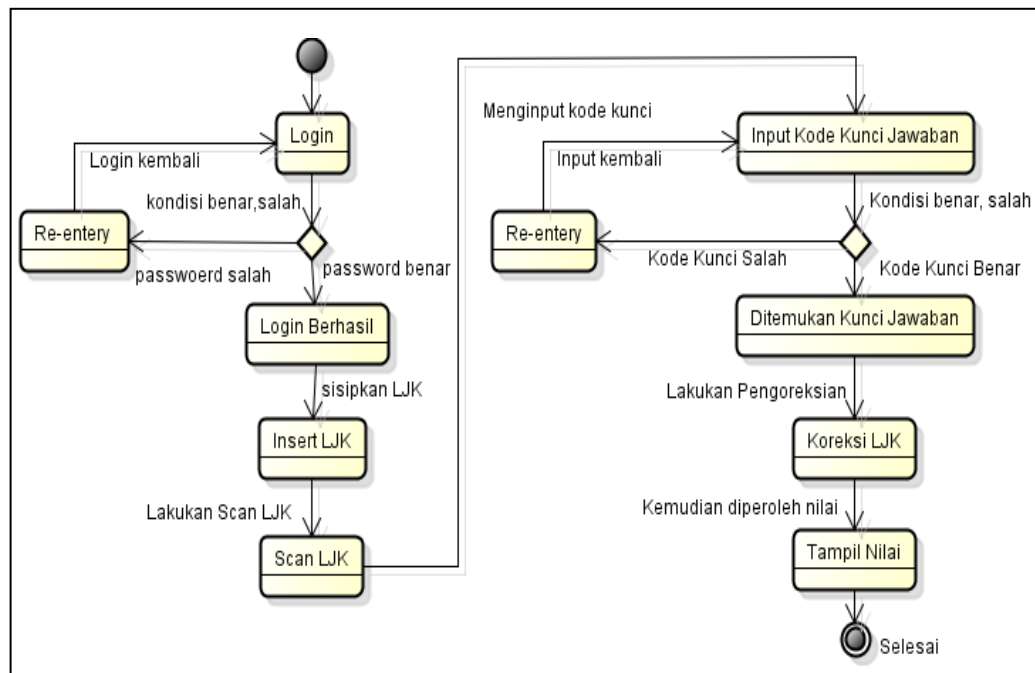 Login
Login kembali
kondisi benar,salah
Re-entery
passwoerd salah
password benar
Login Berhasil
sisipkan LJK
Insert LJK
Lakukan Scan LJK
Scan LJK
Menginput kode kunci
Input Kode Kunci Jawaban
Input kembali
Kondisi benar, salah
Re-entery
Kode Kunci Salah
Kode Kunci Benar
Ditemukan Kunci Jawaban
Lakukan Pengoreksian
Koreksi LJK
Kemudian diperoleh nilai
Tampil Nilai
Selesai